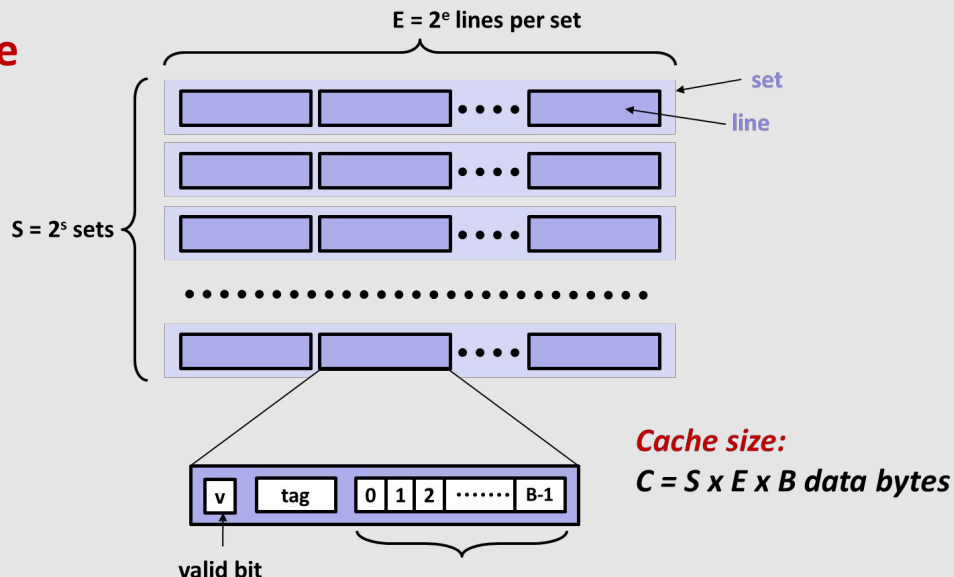 E = 2ᵉ lines per set
e
set
line
S = 2ˢ sets
Cache size:
C = S x E x B data bytes
v
tag
0 1 2 ······· B-1
valid bit